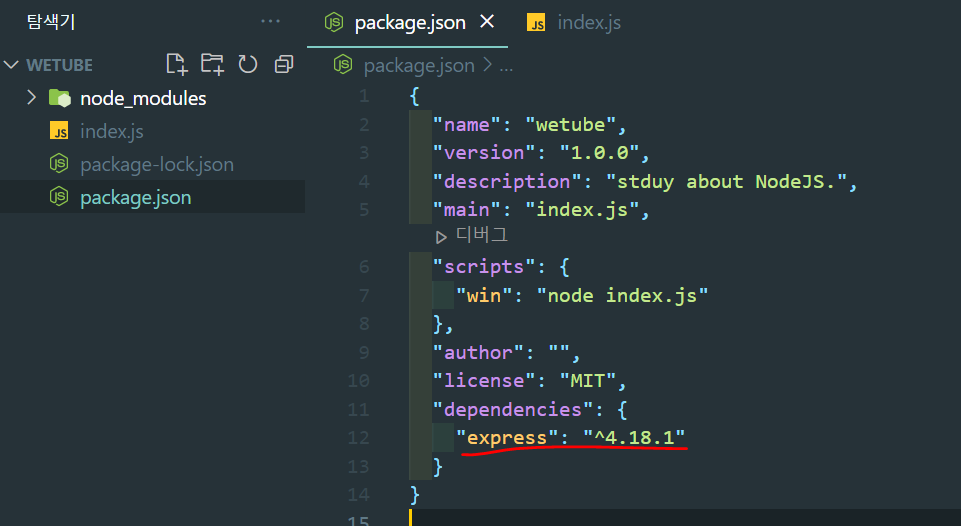 탐색기 ···
WETUBE
node_modules
JS index.js
package-lock.json
package.json
package.json × JS index.js
package.json > ...
1 {
2 "name": "wetube",
3 "version": "1.0.0",
4 "description": "stduy about NodeJS.",
5 "main": "index.js",
디버그
6 "scripts": {
7 "win": "node index.js"
8 },
9 "author": "",
10 "license": "MIT",
11 "dependencies": {
12 "express": "^4.18.1"
13 }
14 }
15